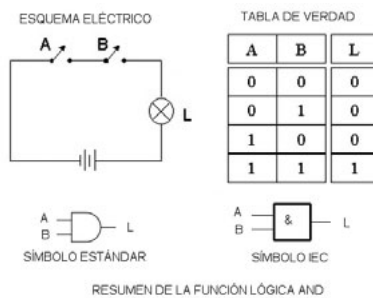 ESQUEMA ELÉCTRICO
A B
L
TABLA DE VERDAD
A B L
0 0 0
0 1 0
1 0 0
1 1 1
A
B
L
SÍMBOLO ESTÁNDAR
A
B
&
L
SÍMBOLO IEC
RESUMEN DE LA FUNCIÓN LÓGICA AND